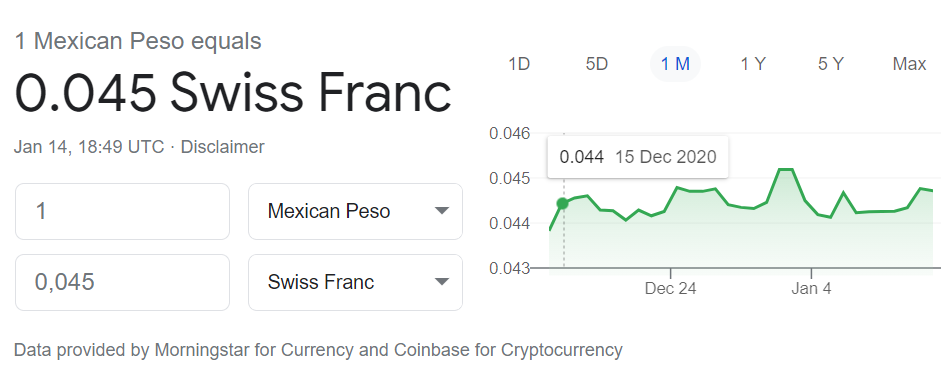 1 Mexican Peso equals
0.045 Swiss Franc
Jan 14, 18:49 UTC · Disclaimer
1
Mexican Peso
0,045
Swiss Franc
1D 5D 1 M 1 Y 5 Y Max
0.046
0.044 15 Dec 2020
0.045
0.044
0.043
Dec 24 Jan 4
Data provided by Morningstar for Currency and Coinbase for Cryptocurrency